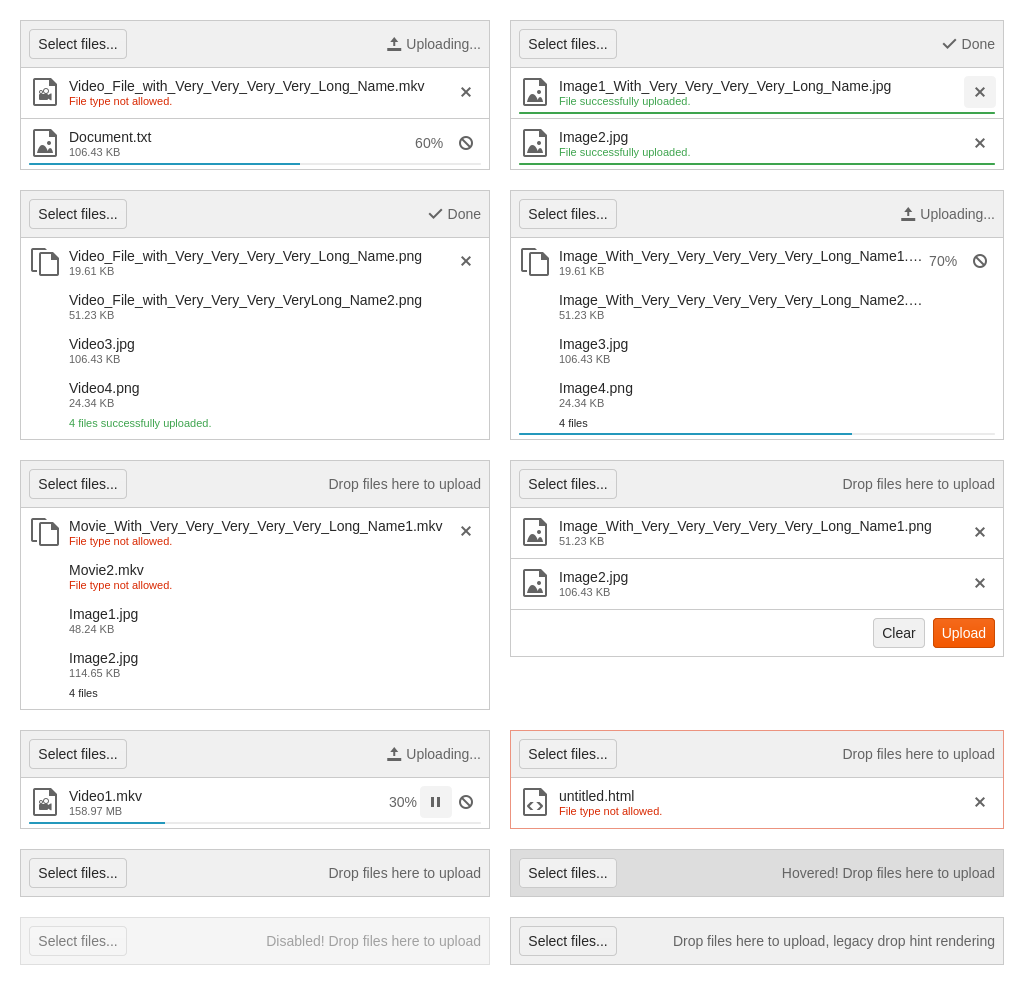 Select files...
Uploading...
Video_File_with_Very_Very_Very_Very_Long_Name.mkv
File type not allowed.
Document.txt
106.43 KB
60%
Select files...
Done
Image1_With_Very_Very_Very_Very_Long_Name.jpg
File successfully uploaded.
Image2.jpg
File successfully uploaded.
Select files...
Done
Video_File_with_Very_Very_Very_Very_Long_Name.png
19.61 KB
Video_File_with_Very_Very_Very_VeryLong_Name2.png
51.23 KB
Video3.jpg
106.43 KB
Video4.png
24.34 KB
4 files successfully uploaded.
Select files...
Uploading...
Image_With_Very_Very_Very_Very_Very_Long_Name1.…
19.61 KB
70%
Image_With_Very_Very_Very_Very_Very_Long_Name2.…
51.23 KB
Image3.jpg
106.43 KB
Image4.png
24.34 KB
4 files
Select files...
Drop files here to upload
Movie_With_Very_Very_Very_Very_Very_Long_Name1.mkv
File type not allowed.
Movie2.mkv
File type not allowed.
Image1.jpg
48.24 KB
Image2.jpg
114.65 KB
4 files
Select files...
Drop files here to upload
Image_With_Very_Very_Very_Very_Very_Long_Name1.png
51.23 KB
Image2.jpg
106.43 KB
Clear
Upload
Select files...
Uploading...
Video1.mkv
158.97 MB
30%
Select files...
Drop files here to upload
untitled.html
File type not allowed.
Select files...
Drop files here to upload
Select files...
Hovered! Drop files here to upload
Select files...
Disabled! Drop files here to upload
Select files...
Drop files here to upload, legacy drop hint rendering